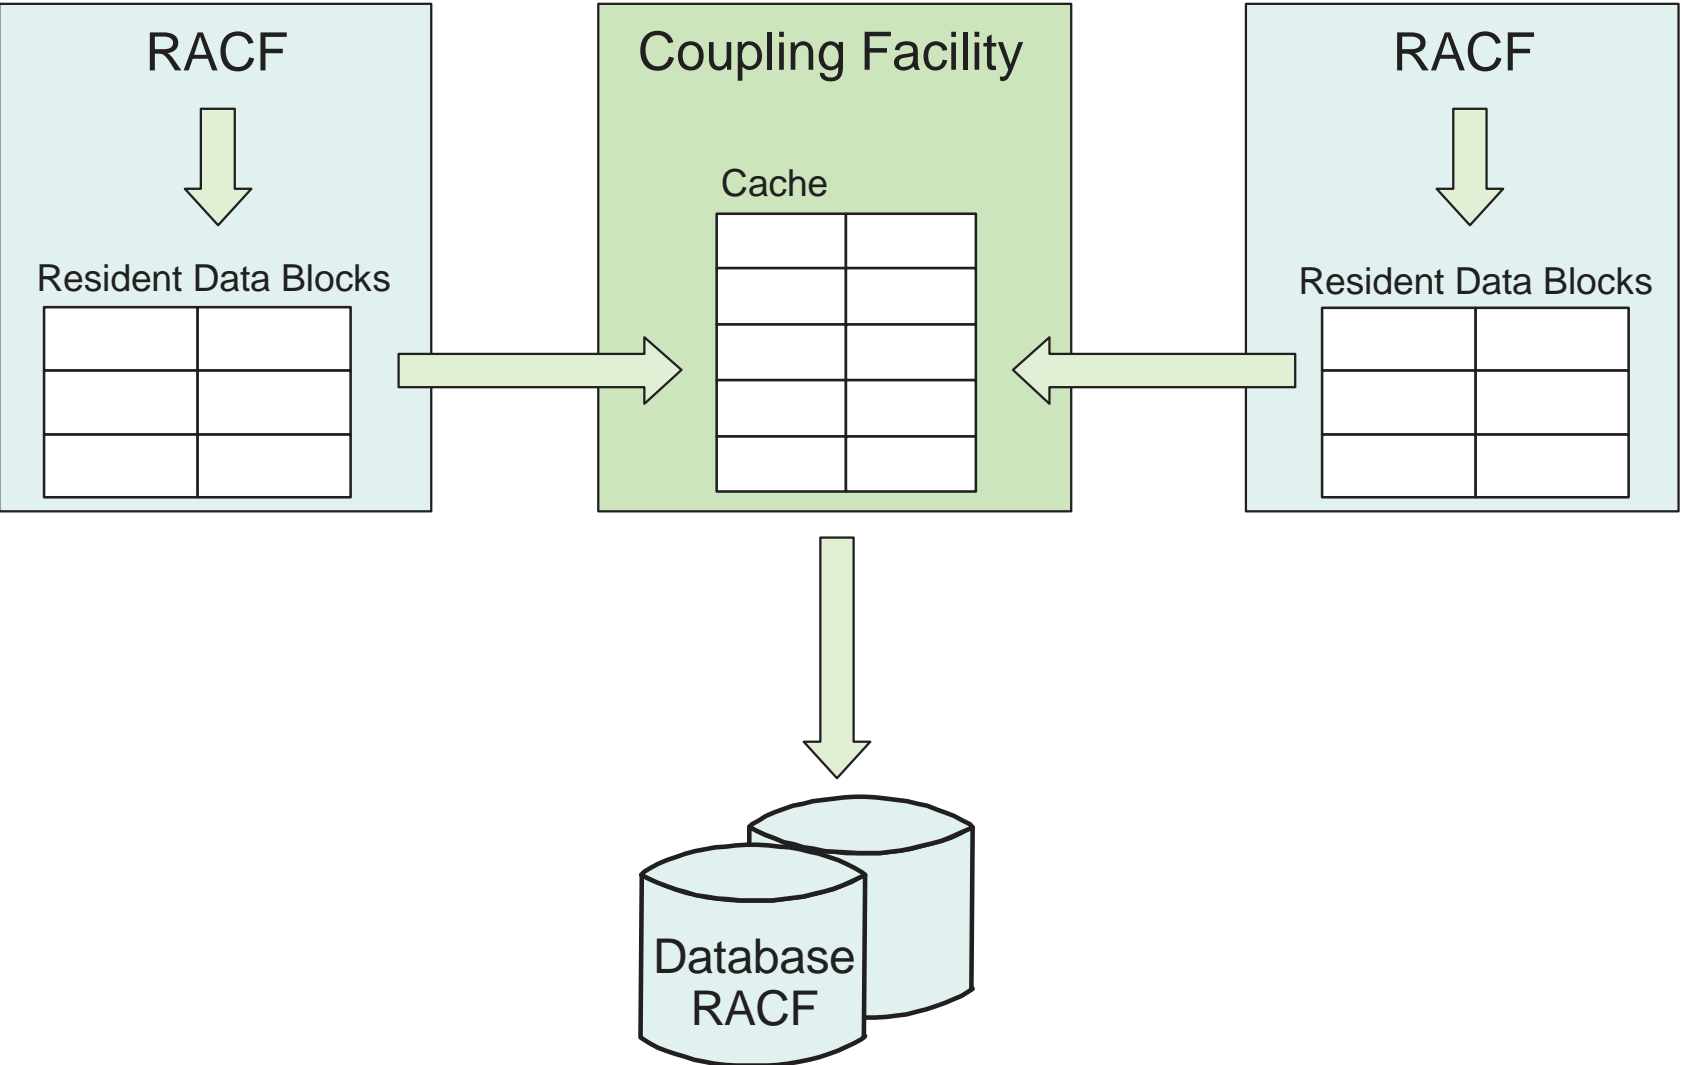 RACF
Resident Data Blocks
Coupling Facility
Cache
RACF
Resident Data Blocks
Database
RACF